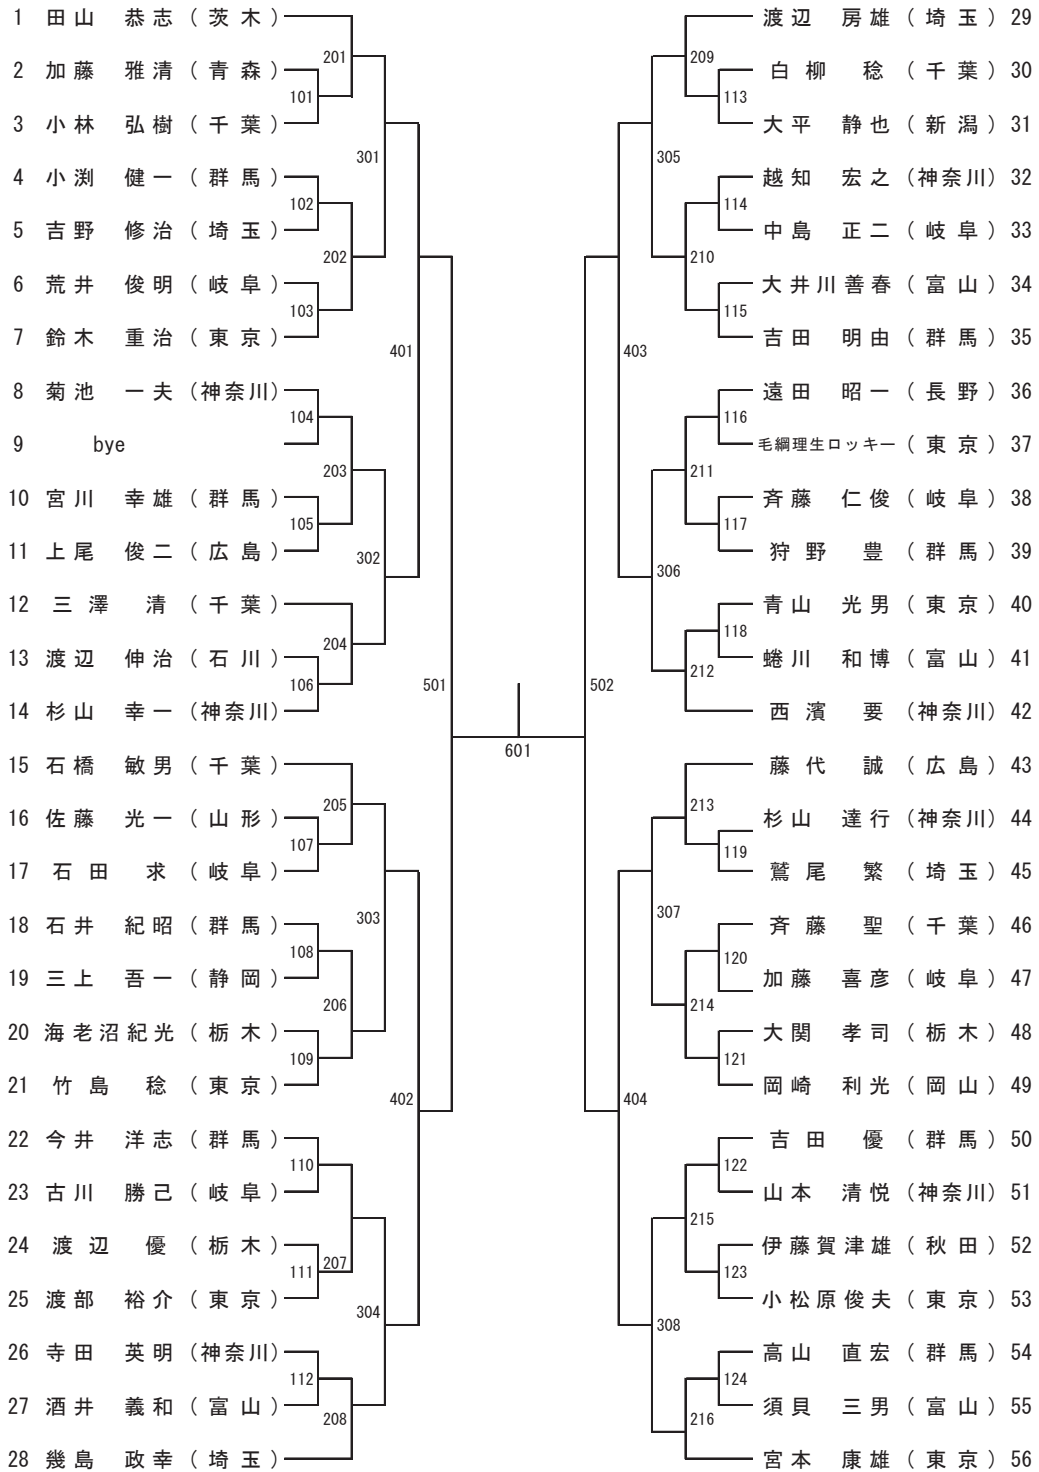 1 田山 恭志 (茨木)
2 加藤 雅清 (青森)
3 小林 弘樹 (千葉)
4 小渕 健一 (群馬)
5 吉野 修治 (埼玉)
6 荒井 俊明 (岐阜)
7 鈴木 重治 (東京)
8 菊池 一夫 (神奈川)
9 bye
10 宮川 幸雄 (群馬)
11 上尾 俊二 (広島)
12 三澤 清 (千葉)
13 渡辺 伸治 (石川)
14 杉山 幸一 (神奈川)
15 石橋 敏男 (千葉)
16 佐藤 光一 (山形)
17 石田 求 (岐阜)
18 石井 紀昭 (群馬)
19 三上 吾一 (静岡)
20 海老沼紀光 (栃木)
21 竹島 稔 (東京)
22 今井 洋志 (群馬)
23 古川 勝己 (岐阜)
24 渡辺 優 (栃木)
25 渡部 裕介 (東京)
26 寺田 英明 (神奈川)
27 酒井 義和 (富山)
28 幾島 政幸 (埼玉)
101
102
103
104
105
106
107
108
109
110
111
112
201
202
203
204
205
206
207
208
301
302
303
304
401
402
501
601
502
403
404
305
306
307
308
209
210
211
212
213
214
215
216
113
114
115
116
117
118
119
120
121
122
123
124
渡辺 房雄 (埼玉) 29
白柳 稔 (千葉) 30
大平 静也 (新潟) 31
越知 宏之 (神奈川) 32
中島 正二 (岐阜) 33
大井川善春 (富山) 34
吉田 明由 (群馬) 35
遠田 昭一 (長野) 36
毛綱理生ロッキー (東京) 37
斉藤 仁俊 (岐阜) 38
狩野 豊 (群馬) 39
青山 光男 (東京) 40
蜷川 和博 (富山) 41
西濱 要 (神奈川) 42
藤代 誠 (広島) 43
杉山 達行 (神奈川) 44
鷲尾 繁 (埼玉) 45
斉藤 聖 (千葉) 46
加藤 喜彦 (岐阜) 47
大関 孝司 (栃木) 48
岡崎 利光 (岡山) 49
吉田 優 (群馬) 50
山本 清悦 (神奈川) 51
伊藤賀津雄 (秋田) 52
小松原俊夫 (東京) 53
高山 直宏 (群馬) 54
須貝 三男 (富山) 55
宮本 康雄 (東京) 56